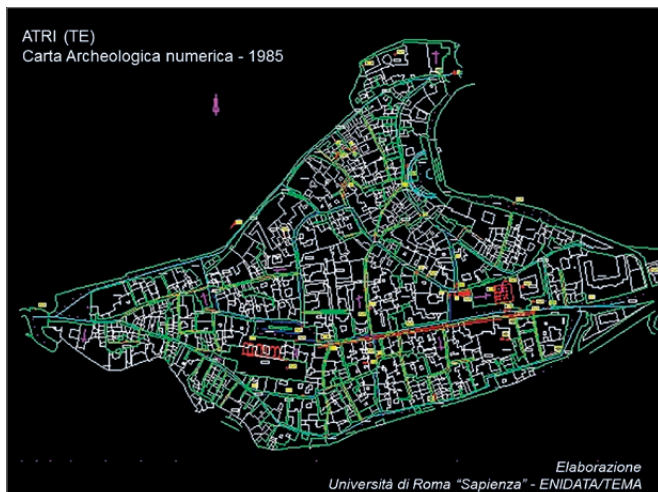 ATRI (TE)
Carta Archeologica numerica - 1985
Elaborazione
Università di Roma "Sapienza" - ENIDATA/TEMA